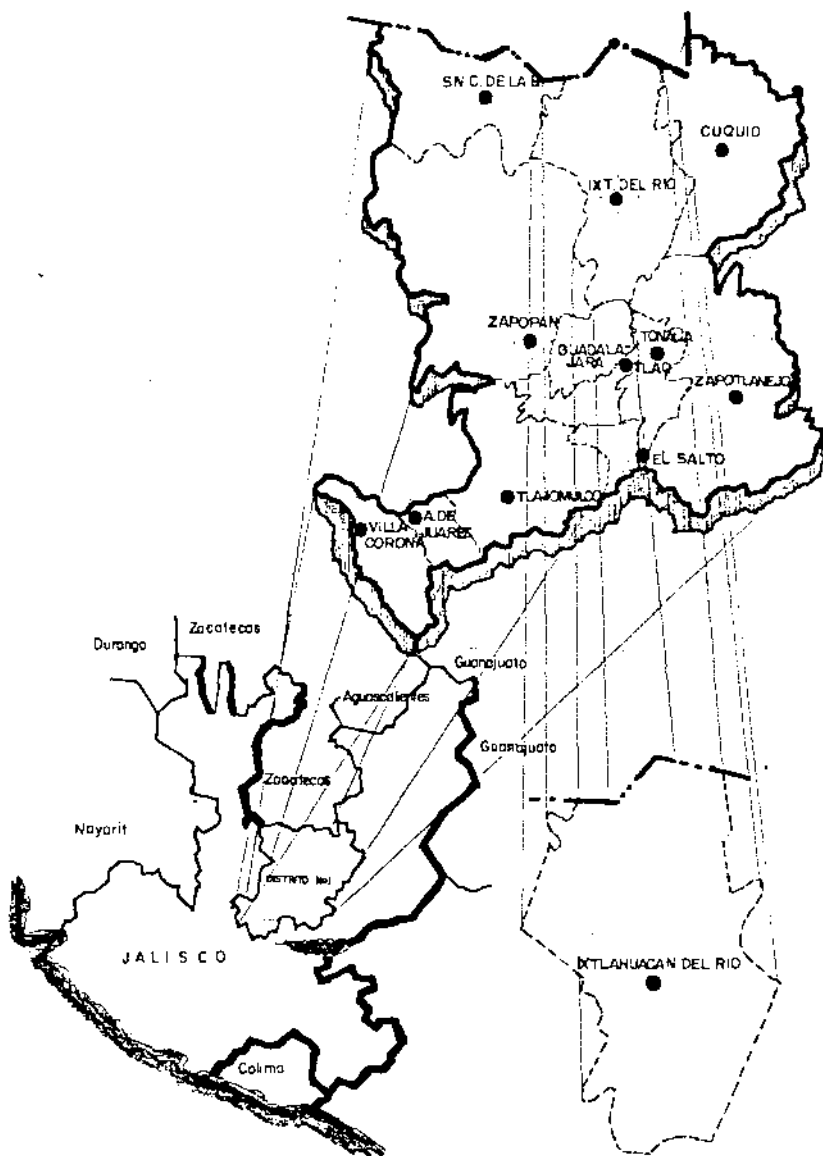 SN C. DE LA B.
CUQUIO
IXT. DEL RIO
ZAPOPAN
GUADALA-
JARA
TONALA
TLAQ
ZAPOTLANEJO
EL SALTO
TLAJOMULCO
A. DE
JUAREZ
VILLA
CORONA
Zacatecas
Durango
Guanajuato
Aguascalientes
Guanajuato
Zacatecas
Nayarit
DISTRITO
JALISCO
IXTLAHUACAN DEL RIO
Colima